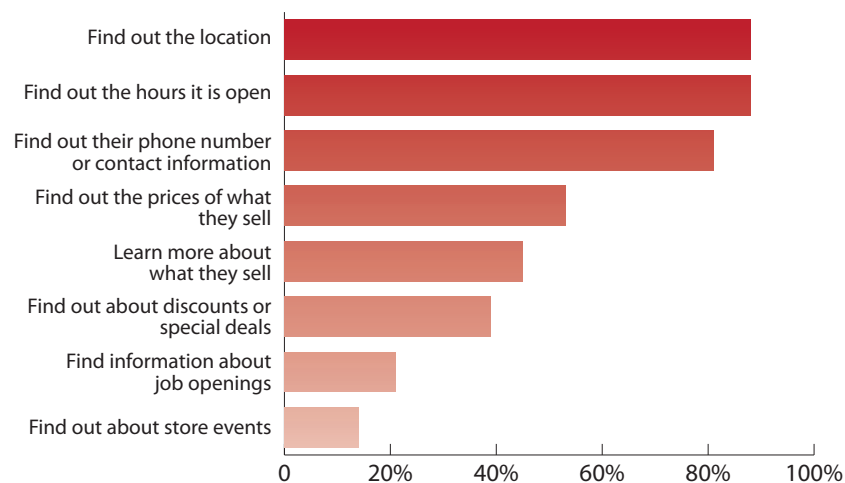 Find out the location
Find out the hours it is open
Find out their phone number
or contact information
Find out the prices of what
they sell
Learn more about
what they sell
Find out about discounts or
special deals
Find information about
job openings
Find out about store events
0 20% 40% 60% 80% 100%